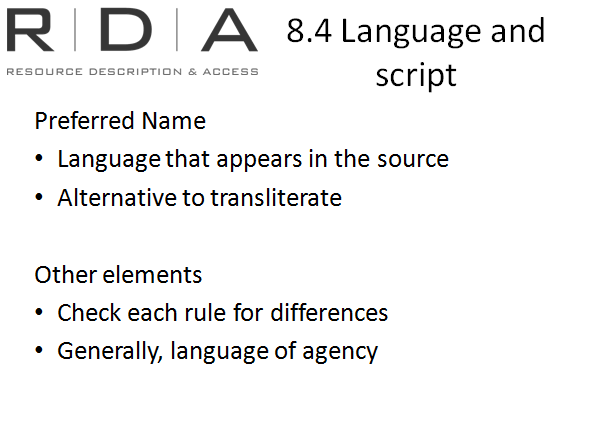 R | D | A
RESOURCE DESCRIPTION & ACCESS
8.4 Language and
script
Preferred Name
• Language that appears in the source
• Alternative to transliterate
Other elements
• Check each rule for differences
• Generally, language of agency